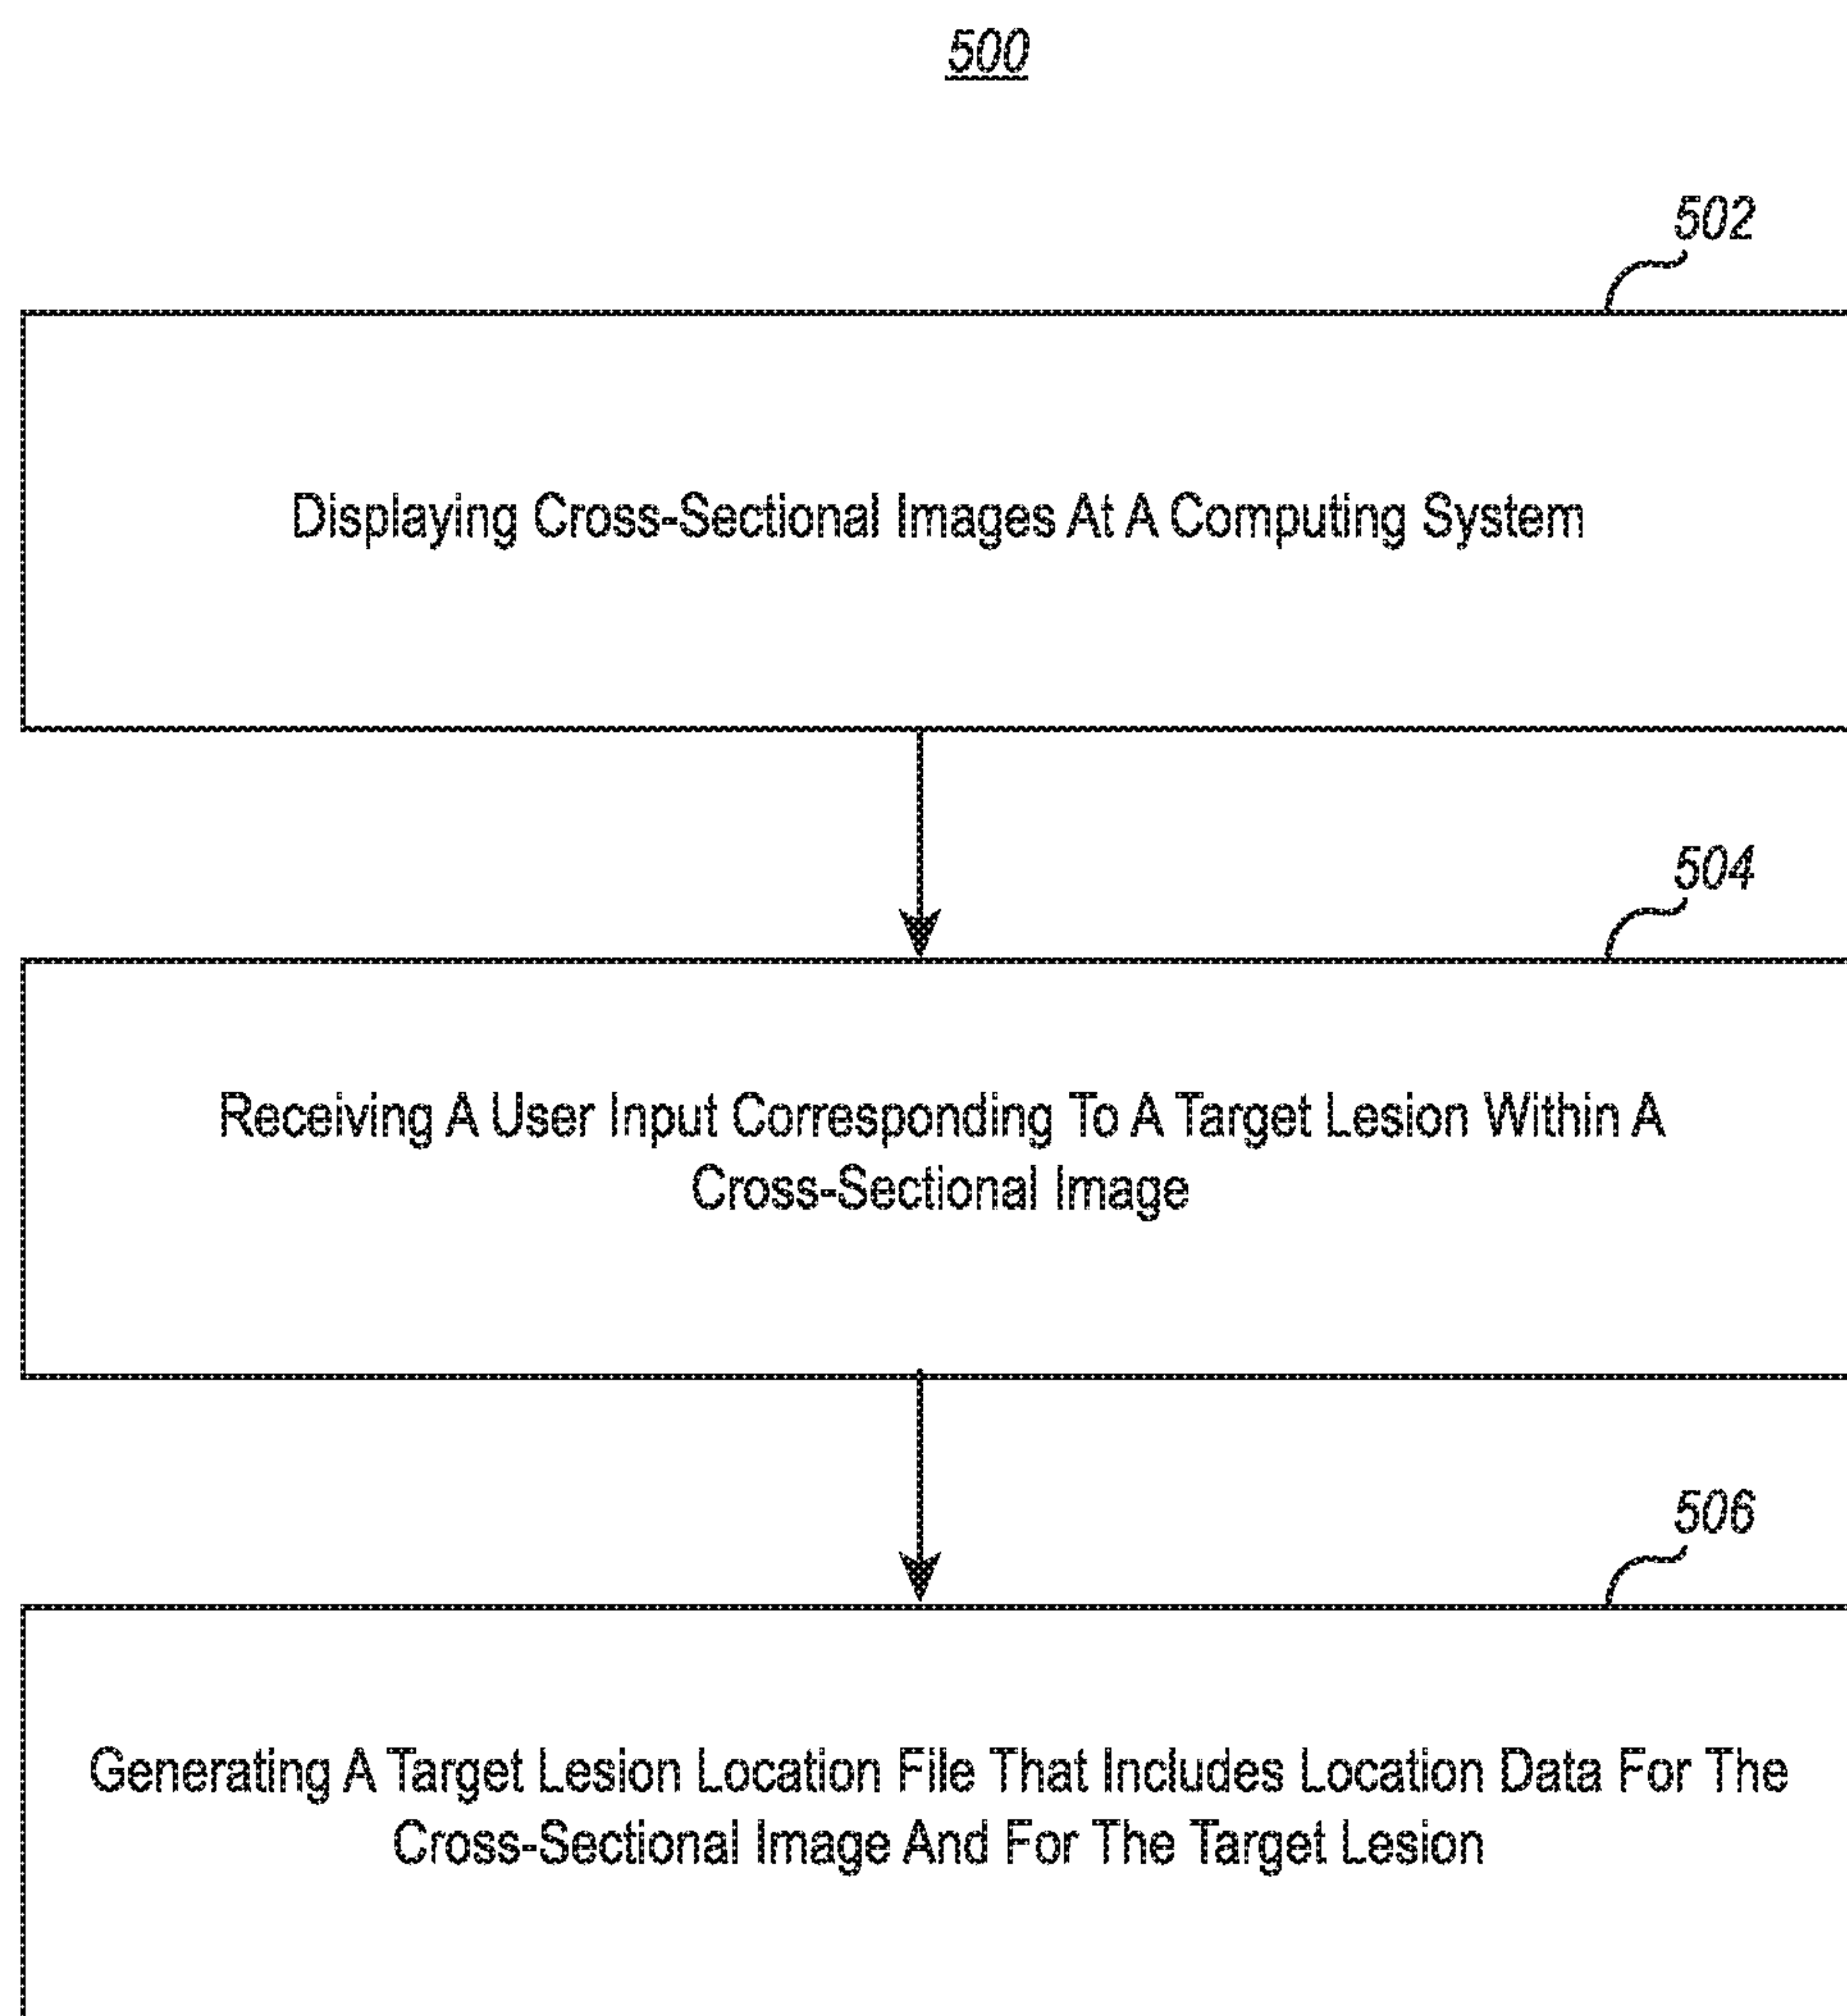 500
502
Displaying Cross-Sectional Images At A Computing System
504
Receiving A User Input Corresponding To A Target Lesion Within A
Cross-Sectional Image
506
Generating A Target Lesion Location File That Includes Location Data For The
Cross-Sectional Image And For The Target Lesion